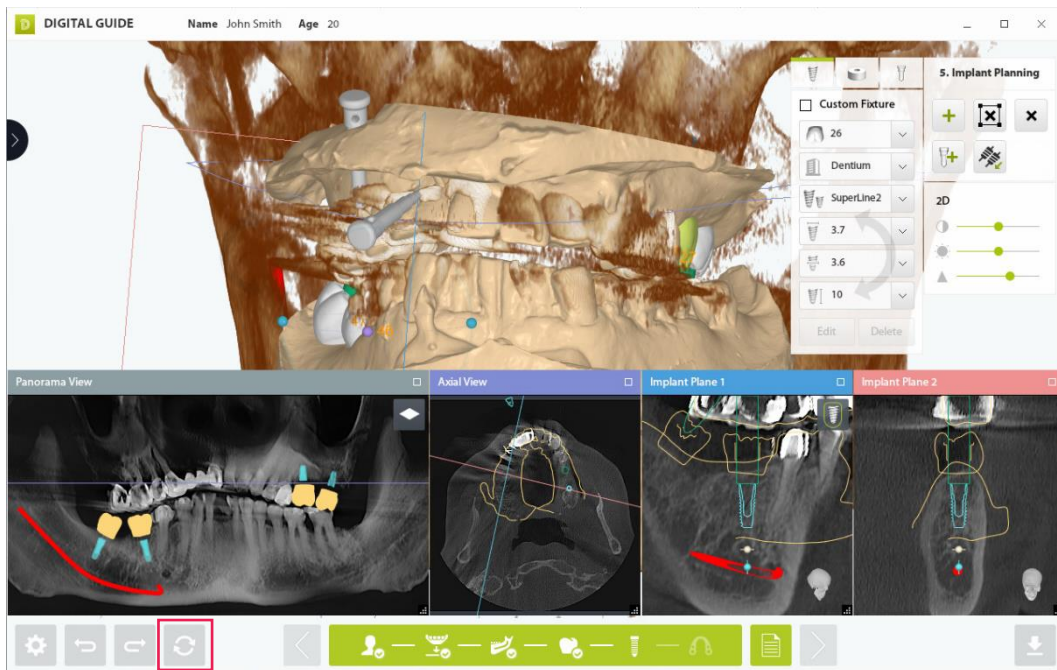 DIGITAL GUIDE Name John Smith Age 20
5. Implant Planning
Custom Fixture
26
Dentium
SuperLine2
3.7
3.6
10
Edit Delete
2D
Panorama View
Axial View
Implant Plane 1
Implant Plane 2